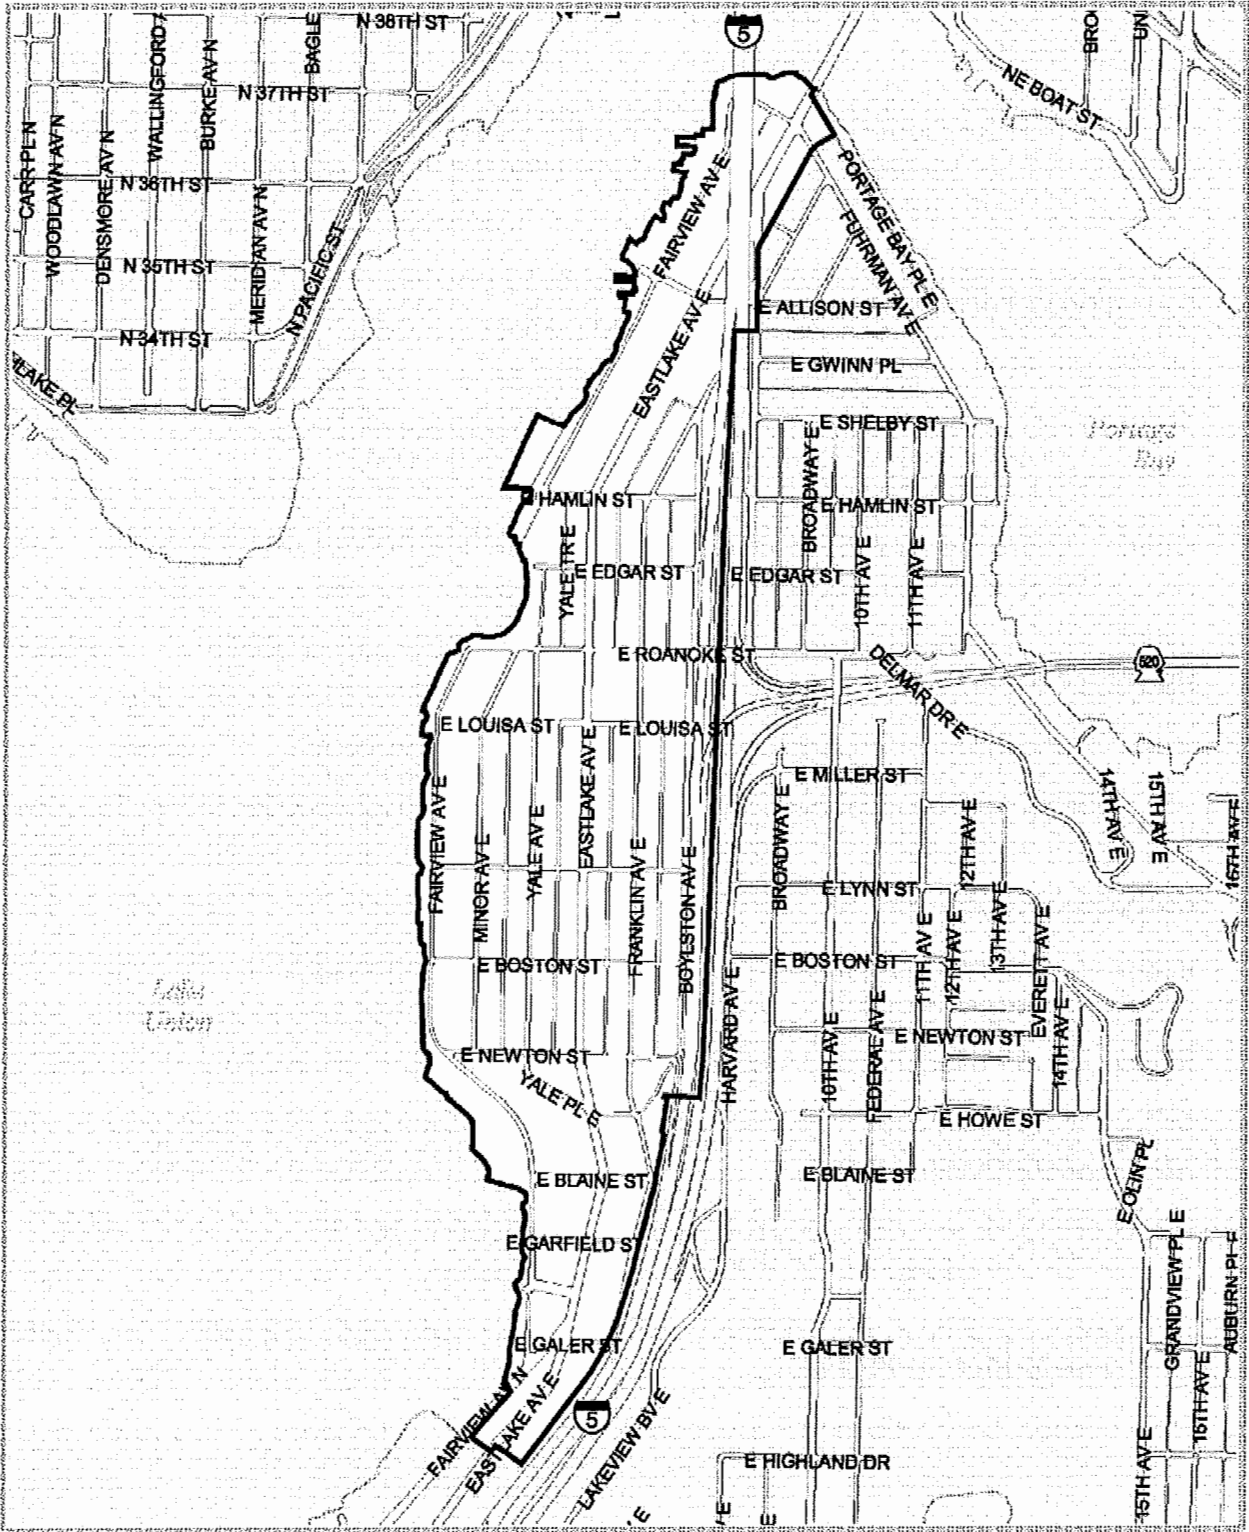 N 38TH ST
5
BAGLE
WALLINGFORD A
BURKE AV N
N 37TH ST
NE BOAT ST
BRO
UNI
CARR PL N
WOODLAWN AV N
DENSMORE AV N
N 36TH ST
MERIDIAN AV N
N PACIFIC ST
N 35TH ST
N 34TH ST
HLAKE PL
FAIRVIEW AV E
PORTAGE BAY PL E
FUHRMAN AV E
EASTLAKE AV E
E ALLISON ST
E GWINN PL
E SHELBY ST
Portage
Bay
BROADWAY E
HAMLIN ST
E HAMLIN ST
YALE TR E
E EDGAR ST
E EDGAR ST
10TH AV E
11TH AV E
E ROANOKE ST
DELMAR DR E
520
E LOUISA ST
E LOUISA ST
EASTLAKE AV E
E MILLER ST
14TH AV E
15TH AV E
16TH AV E
FAIRVIEW AV E
MINOR AV E
YALE AV E
FRANKLIN AV E
BOYLSTON AV E
BROADWAY E
12TH AV E
E LYNN ST
13TH AV E
11TH AV E
12TH AV E
EVERETT AV E
E BOSTON ST
E BOSTON ST
Lake
Union
HARVARD AV E
10TH AV E
FEDERAL AV E
E NEWTON ST
14TH AV E
E NEWTON ST
YALE PL E
E HOWE ST
E BLAINE ST
E BLAINE ST
E OLIN PL
E GARFIELD ST
GRANDVIEW PL E
AUBURN PL E
E GALER ST
E GALER ST
FAIRVIEW AV N
EASTLAKE AV E
5
LAKEVIEW BV E
E HIGHLAND DR
15TH AV E
15TH AV E
E
E
E